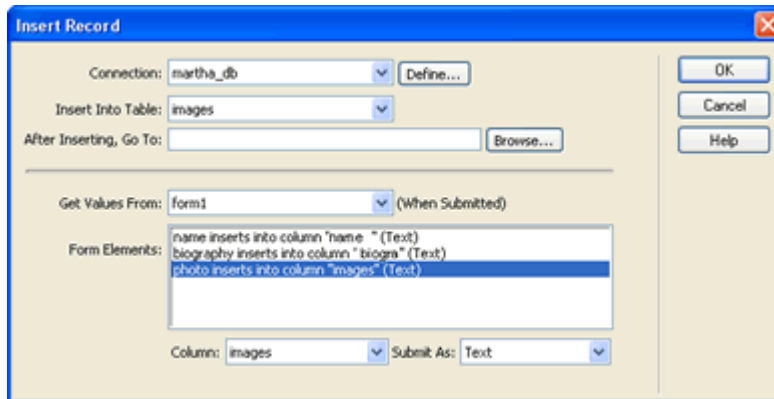 Insert Record
Connection: martha_db Define... OK
Insert Into Table: images Cancel
After Inserting, Go To: Browse... Help
Get Values From: form1 (When Submitted)
Form Elements: name inserts into column "name " (Text)
biography inserts into column "biogra" (Text)
photo inserts into column "images" (Text)
Column: images Submit As: Text